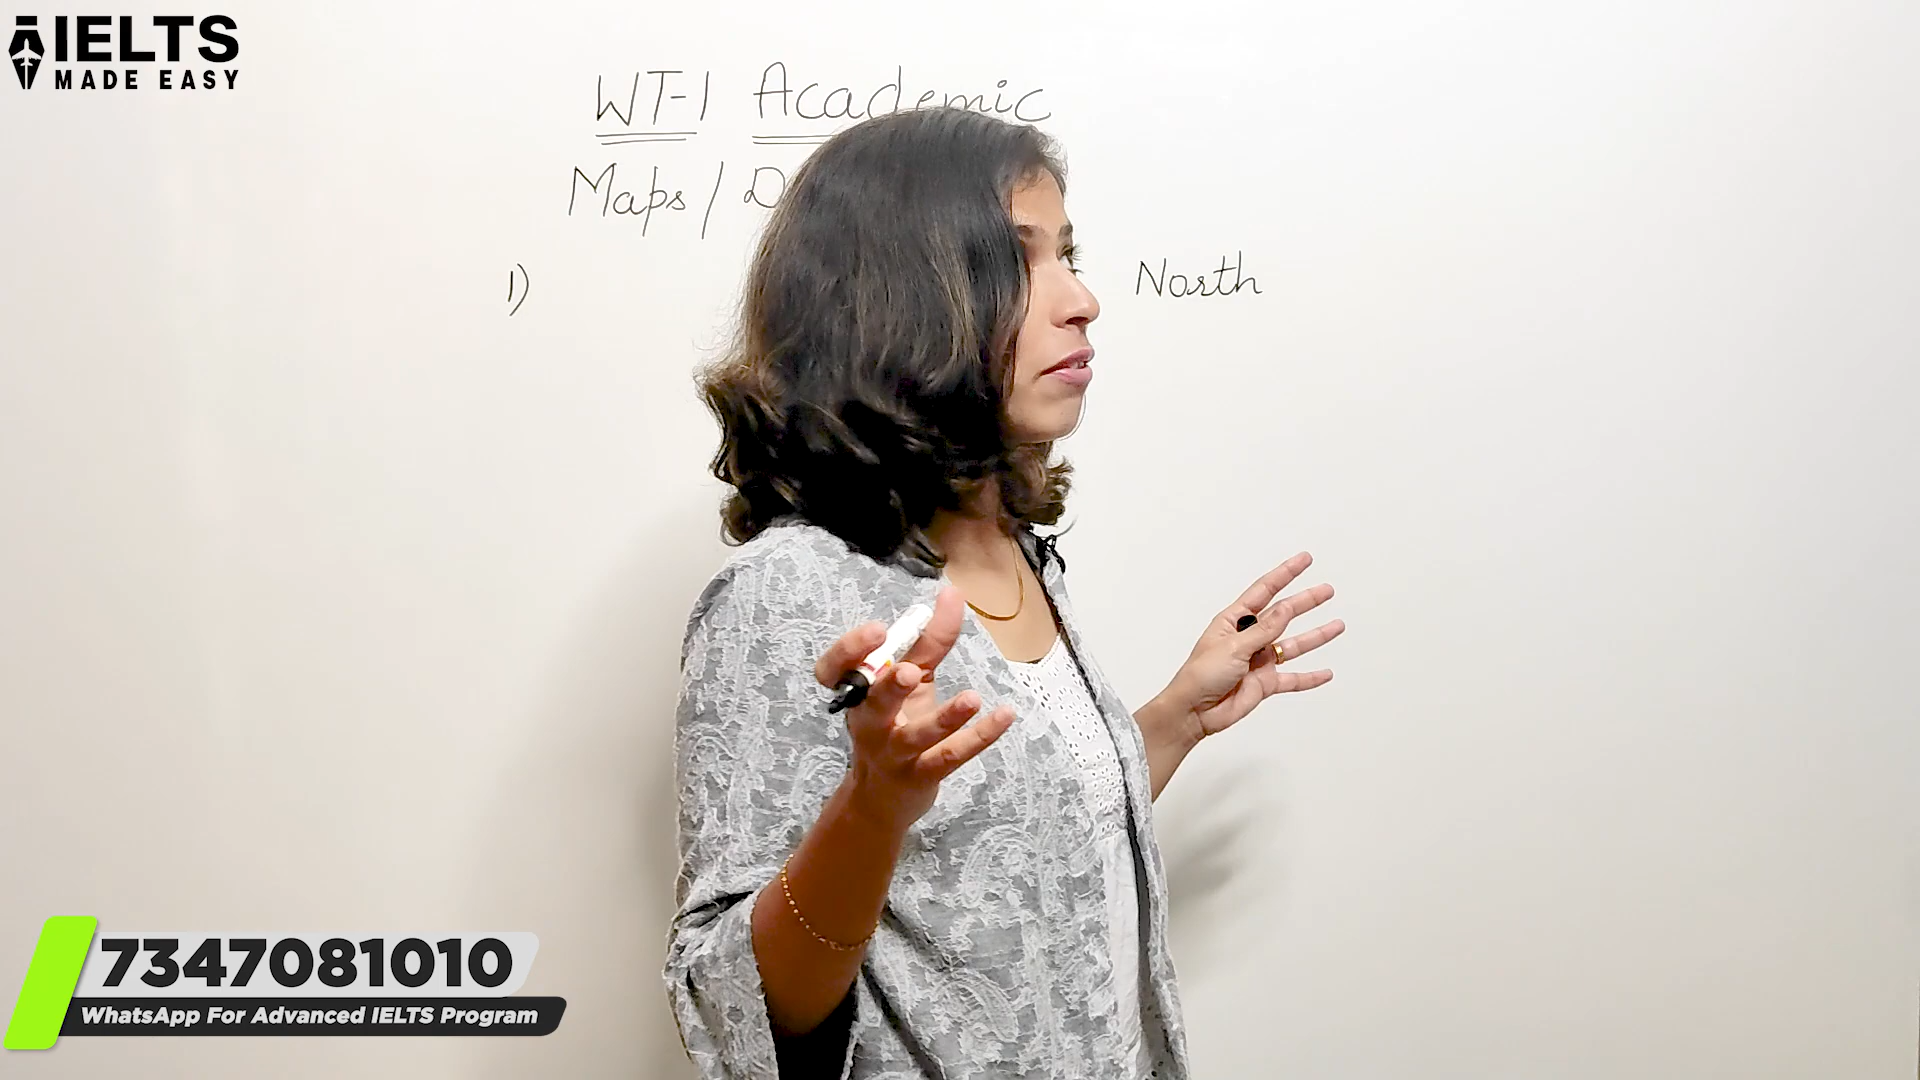 IELTS
MADE EASY
WT-1 Academic
Maps /
1)
North
7347081010
WhatsApp For Advanced IELTS Program